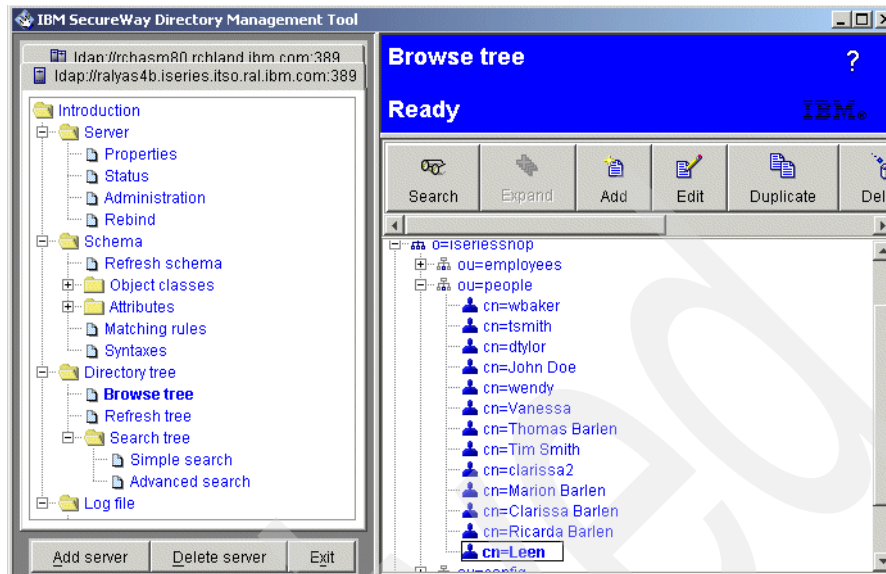 IBM SecureWay Directory Management Tool
ldap://rchasm80.rchland.ibm.com:389
ldap://ralyas4b.iseries.itso.ral.ibm.com:389
Introduction
Server
Properties
Status
Administration
Rebind
Schema
Refresh schema
Object classes
Attributes
Matching rules
Syntaxes
Directory tree
Browse tree
Refresh tree
Search tree
Simple search
Advanced search
Log file
Add server
Delete server
Exit
Browse tree
?
Ready
IBM
Search
Expand
Add
Edit
Duplicate
Del
o=iseriesshop
ou=employees
ou=people
cn=wbaker
cn=tsmith
cn=dtylor
cn=John Doe
cn=wendy
cn=Vanessa
cn=Thomas Barlen
cn=Tim Smith
cn=clarissa2
cn=Marion Barlen
cn=Clarissa Barlen
cn=Ricarda Barlen
cn=Leen
ou=config